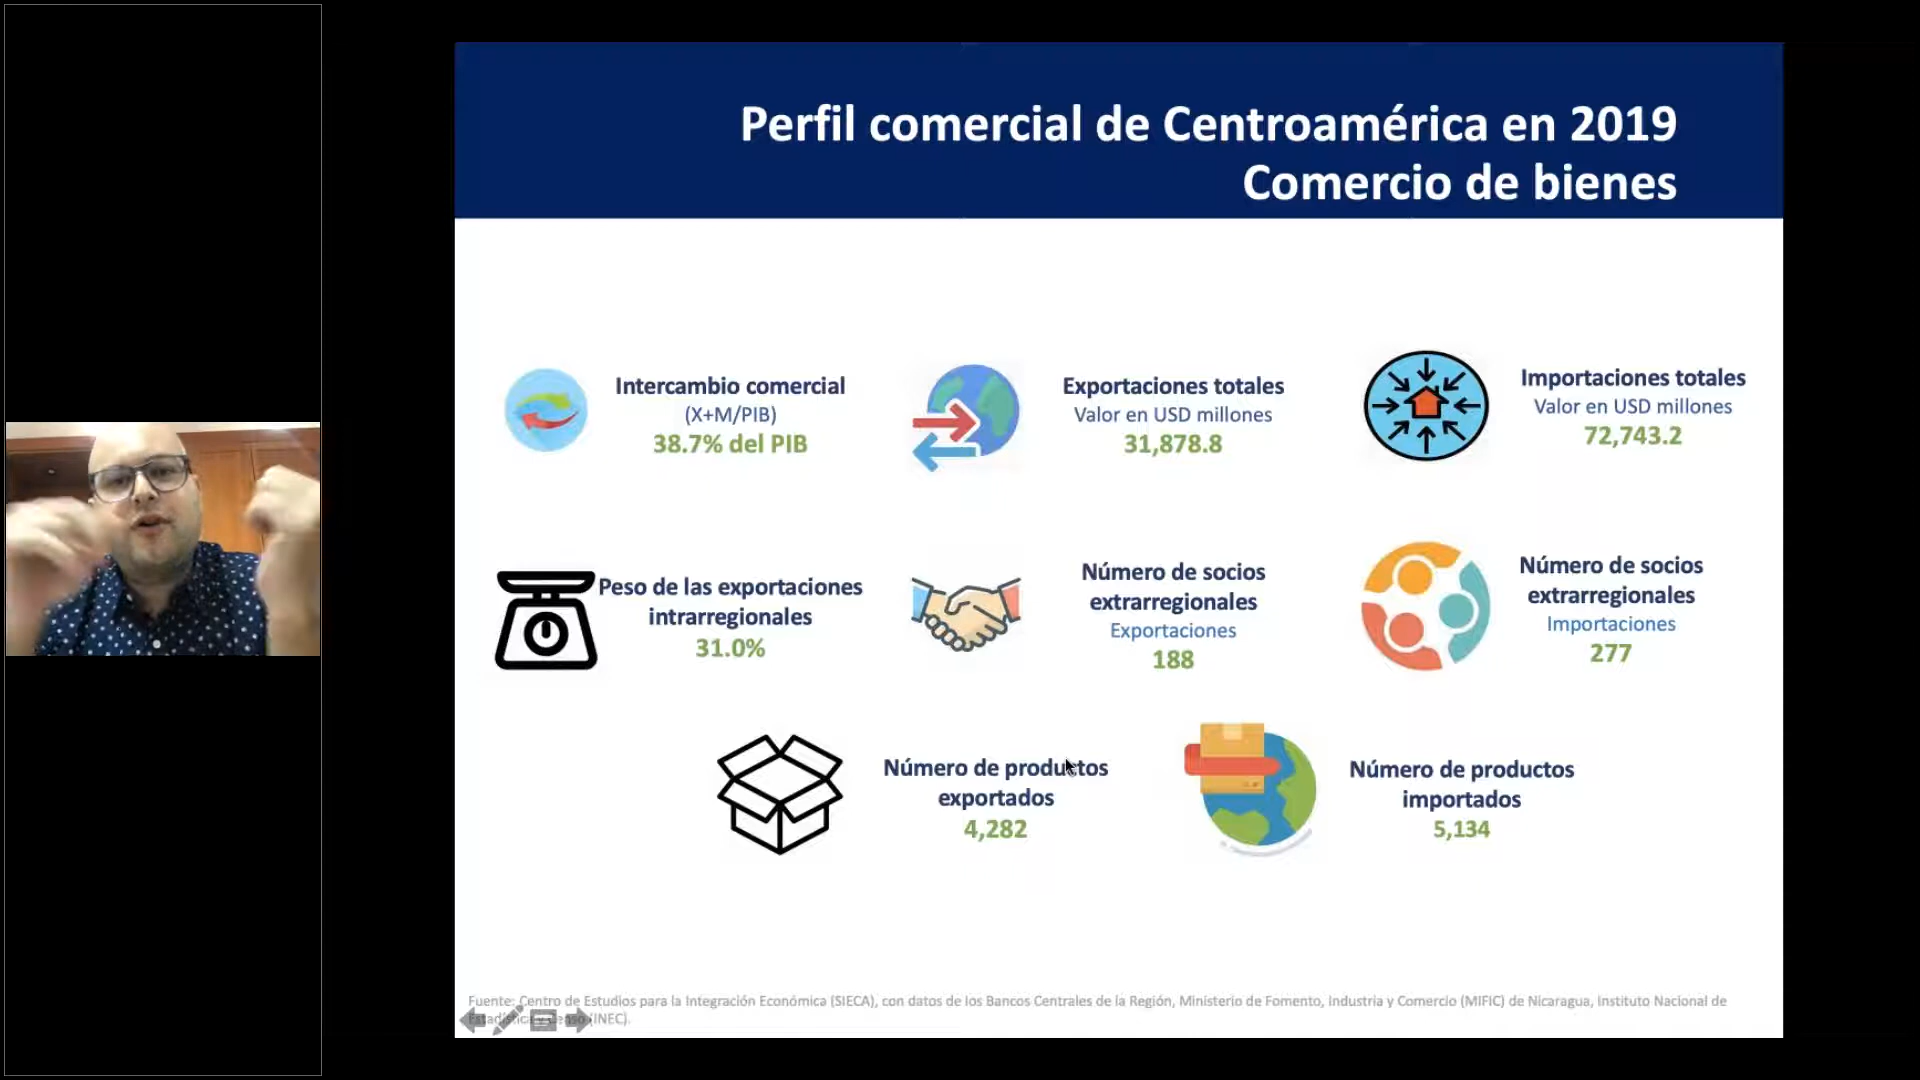 Perfil comercial de Centroamérica en 2019
Comercio de bienes
Intercambio comercial
(X+M/PIB)
38.7% del PIB
Exportaciones totales
Valor en USD millones
31,878.8
Importaciones totales
Valor en USD millones
72,743.2
Peso de las exportaciones
intrarregionales
31.0%
Número de socios
extrarregionales
Exportaciones
188
Número de socios
extrarregionales
Importaciones
277
Número de productos
exportados
4,282
Número de productos
importados
5,134
Fuente: Centro de Estudios para la Integración Económica (SIECA), con datos de los Bancos Centrales de la Región, Ministerio de Fomento, Industria y Comercio (MIFIC) de Nicaragua, Instituto Nacional de
Estadística y Censo (INEC).